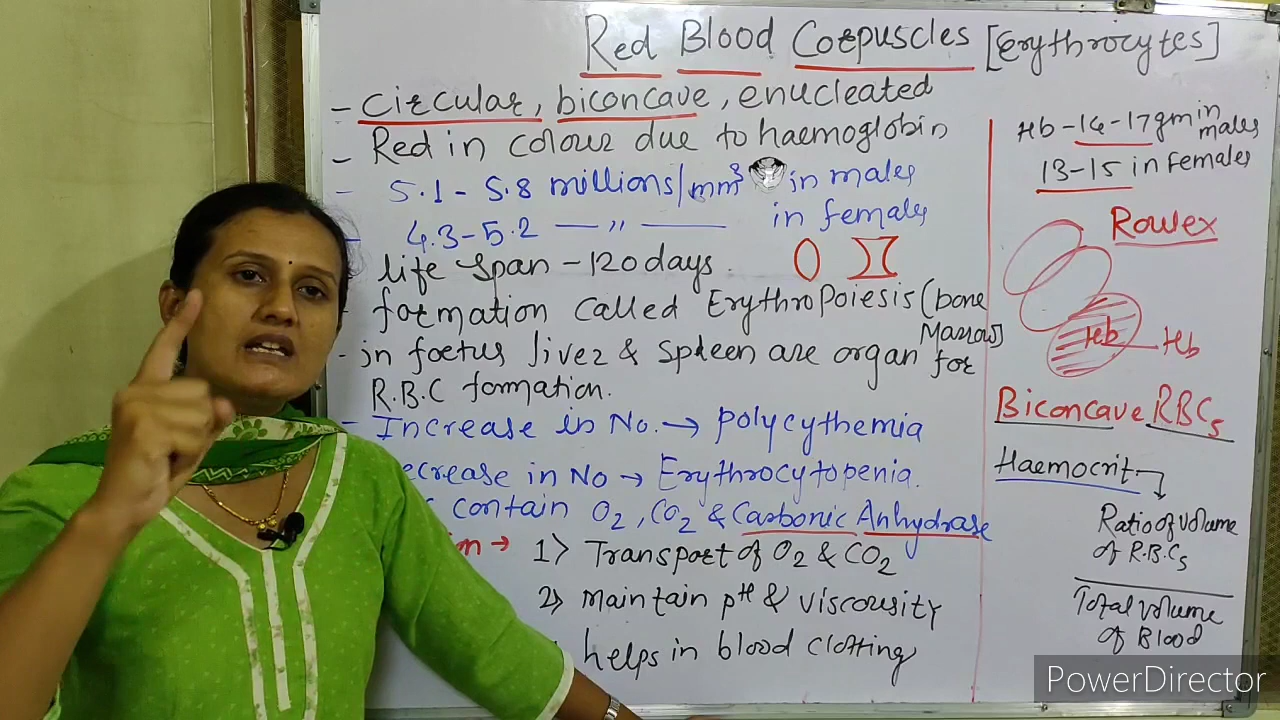 Red Blood Corpuscles [Erythrocytes]
- Circular, biconcave, enucleated
- Red in colour due to haemoglobin
- 5.1 - 5.8 millions/mm³ in males
- 4.3-5.2 — " — in females
life span - 120 days.
- formation called Erythropoiesis (bone Marrow)
- in foetus liver & spleen are organ for
R.B.C formation.
- Increase in No. → polycythemia
ecrease in No → Erythrocytopenia.
contain O₂, CO₂ & Carbonic Anhydrase
n → 1) Transport of O₂ & CO₂
2) maintain pH & viscousity
helps in blood clotting
Hb - 14 - 17gm in males
13-15 in females
Roulex
Hb - Hb
Biconcave RBCs
Haemocrit
Ratio of volume
of R.B.Cs
Total volume
of Blood
PowerDirector